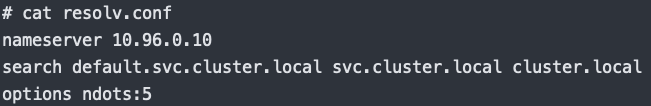 # cat resolv.conf
nameserver 10.96.0.10
search default.svc.cluster.local svc.cluster.local cluster.local
options ndots:5